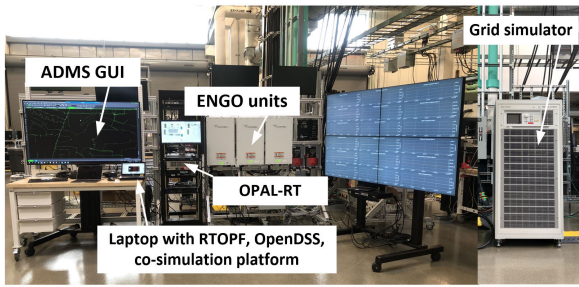 Grid simulator
ADMS GUI
ENGO units
OPAL-RT
Laptop with RTOPF, OpenDSS,
co-simulation platform